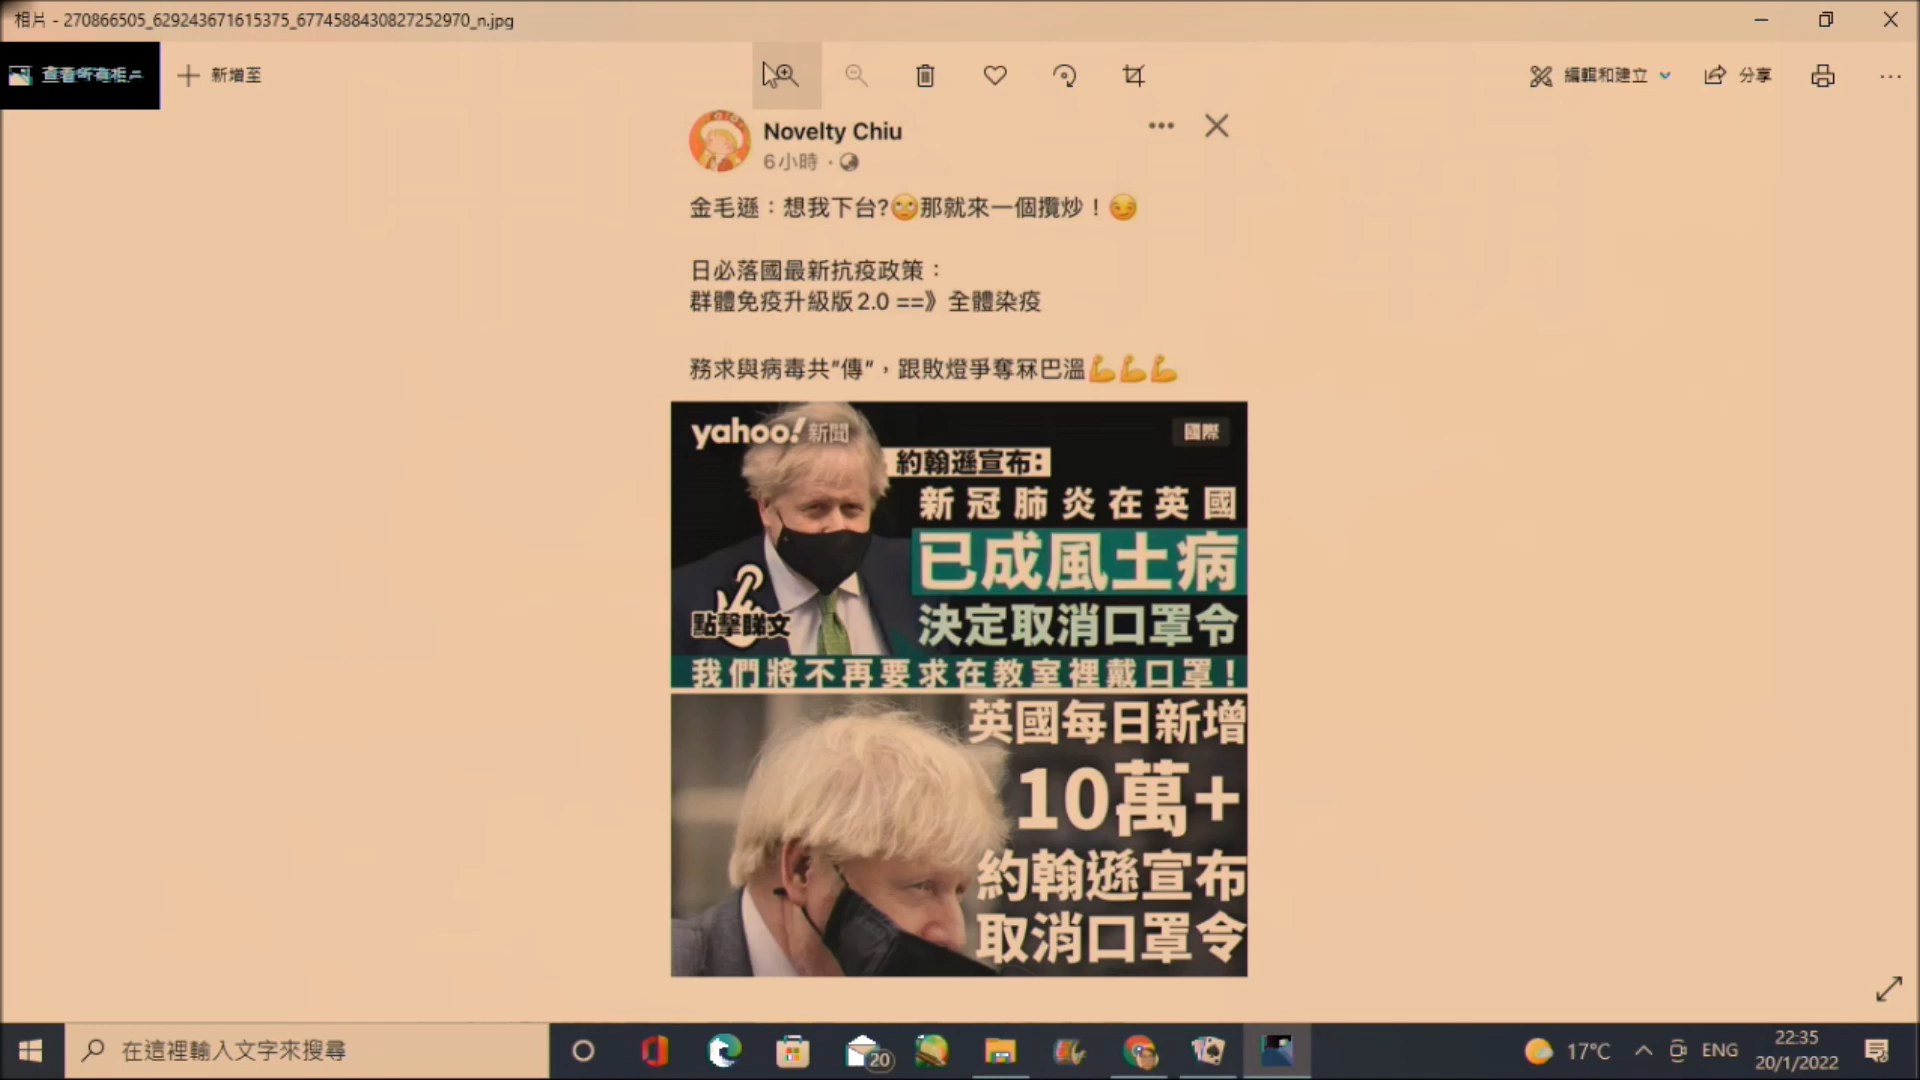 相片 - 270866505_629243671615375_6774588430827252970_n.jpg
新增至
編輯和建立
分享
Novelty Chiu
6小時 ·
金毛遜：想我下台?🙄那就來一個攬炒！😏
日必落國最新抗疫政策：
群體免疫升級版2.0 ==》全體染疫
務求與病毒共"傳"，跟敗燈爭奪冧巴溫💪💪💪
yahoo!新聞
國際
約翰遜宣布:
新冠肺炎在英國
已成風土病
決定取消口罩令
點擊睇文
我們將不再要求在教室裡戴口罩！
英國每日新增
10萬+
約翰遜宣布
取消口罩令
在這裡輸入文字來搜尋
20
17°C
ENG
22:35
20/1/2022